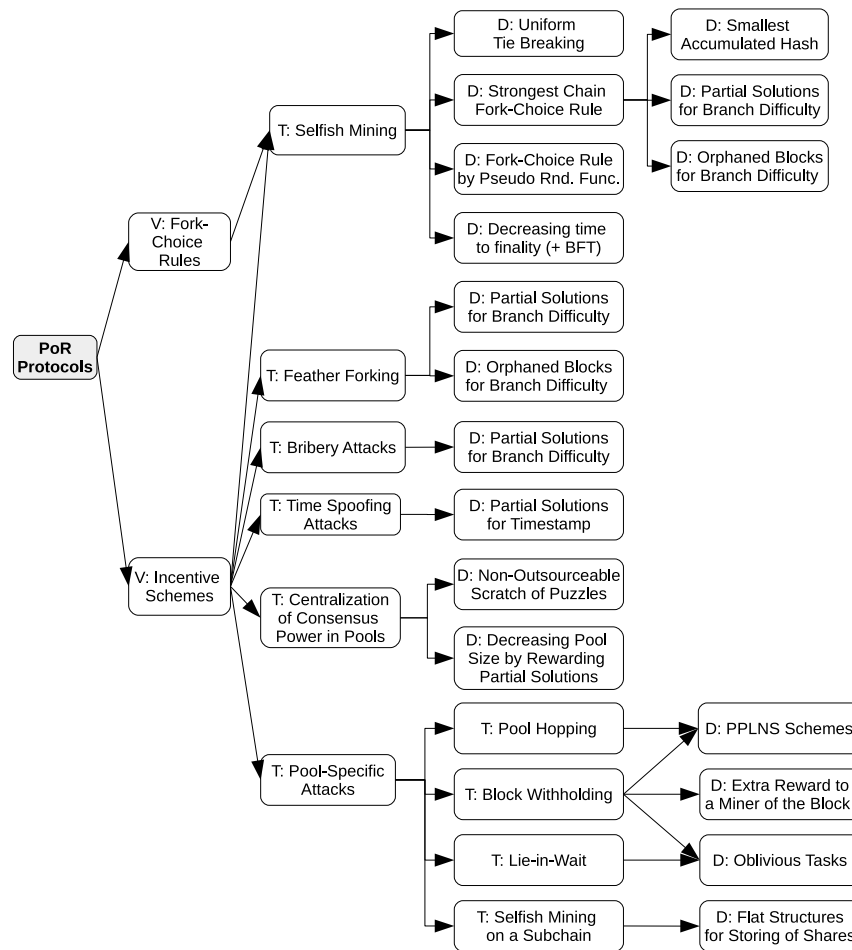 D: Uniform
Tie Breaking
D: Smallest
Accumulated Hash
T: Selfish Mining
D: Strongest Chain
Fork-Choice Rule
D: Partial Solutions
for Branch Difficulty
D: Fork-Choice Rule
by Pseudo Rnd. Func.
D: Orphaned Blocks
for Branch Difficulty
V: Fork-
Choice
Rules
D: Decreasing time
to finality (+ BFT)
D: Partial Solutions
for Branch Difficulty
PoR
Protocols
T: Feather Forking
D: Orphaned Blocks
for Branch Difficulty
T: Bribery Attacks
D: Partial Solutions
for Branch Difficulty
T: Time Spoofing
Attacks
D: Partial Solutions
for Timestamp
V: Incentive
Schemes
T: Centralization
of Consensus
Power in Pools
D: Non-Outsourceable
Scratch of Puzzles
D: Decreasing Pool
Size by Rewarding
Partial Solutions
T: Pool-Specific
Attacks
T: Pool Hopping
D: PPLNS Schemes
T: Block Withholding
D: Extra Reward to
a Miner of the Block
T: Lie-in-Wait
D: Oblivious Tasks
T: Selfish Mining
on a Subchain
D: Flat Structures
for Storing of Shares